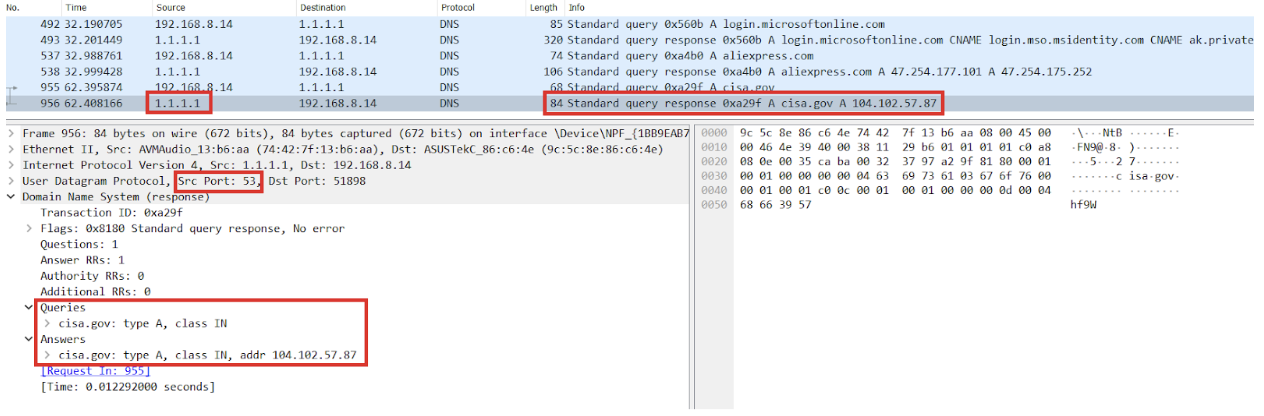 No. Time Source Destination Protocol Length Info
492 32.190705 192.168.8.14 1.1.1.1 DNS 85 Standard query 0x560b A login.microsoftonline.com
493 32.201449 1.1.1.1 192.168.8.14 DNS 320 Standard query response 0x560b A login.microsoftonline.com CNAME login.mso.msidentity.com CNAME ak.private
537 32.988761 192.168.8.14 1.1.1.1 DNS 74 Standard query 0xa4b0 A aliexpress.com
538 32.999428 1.1.1.1 192.168.8.14 DNS 106 Standard query response 0xa4b0 A aliexpress.com A 47.254.177.101 A 47.254.175.252
955 62.395874 192.168.8.14 1.1.1.1 DNS 68 Standard query 0xa29f A cisa.gov
956 62.408166 1.1.1.1 192.168.8.14 DNS 84 Standard query response 0xa29f A cisa.gov A 104.102.57.87
Frame 956: 84 bytes on wire (672 bits), 84 bytes captured (672 bits) on interface \Device\NPF_{1BB9EAB7
Ethernet II, Src: AVMAudio_13:b6:aa (74:42:7f:13:b6:aa), Dst: ASUSTekC_86:c6:4e (9c:5c:8e:86:c6:4e)
Internet Protocol Version 4, Src: 1.1.1.1, Dst: 192.168.8.14
User Datagram Protocol, Src Port: 53, Dst Port: 51898
Domain Name System (response)
Transaction ID: 0xa29f
Flags: 0x8180 Standard query response, No error
Questions: 1
Answer RRs: 1
Authority RRs: 0
Additional RRs: 0
Queries
cisa.gov: type A, class IN
Answers
cisa.gov: type A, class IN, addr 104.102.57.87
[Request In: 955]
[Time: 0.012292000 seconds]
0000 9c 5c 8e 86 c6 4e 74 42 7f 13 b6 aa 08 00 45 00 ·\···NtB ······E·
0010 00 46 4e 39 40 00 38 11 29 b6 01 01 01 01 c0 a8 ·FN9@·8· )·······
0020 08 0e 00 35 ca ba 00 32 37 97 a2 9f 81 80 00 01 ···5···2 7·······
0030 00 01 00 00 00 00 04 63 69 73 61 03 67 6f 76 00 ·······c isa·gov·
0040 00 01 00 01 c0 0c 00 01 00 01 00 00 00 0d 00 04 ········ ········
0050 68 66 39 57 hf9W